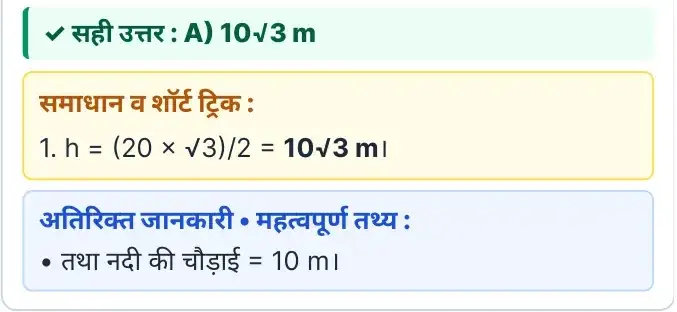 ✓ सही उत्तर : A) 10√3 m
समाधान व शॉर्ट ट्रिक :
1. h = (20 × √3)/2 = 10√3 m।
अतिरिक्त जानकारी • महत्वपूर्ण तथ्य :
• तथा नदी की चौड़ाई = 10 m।